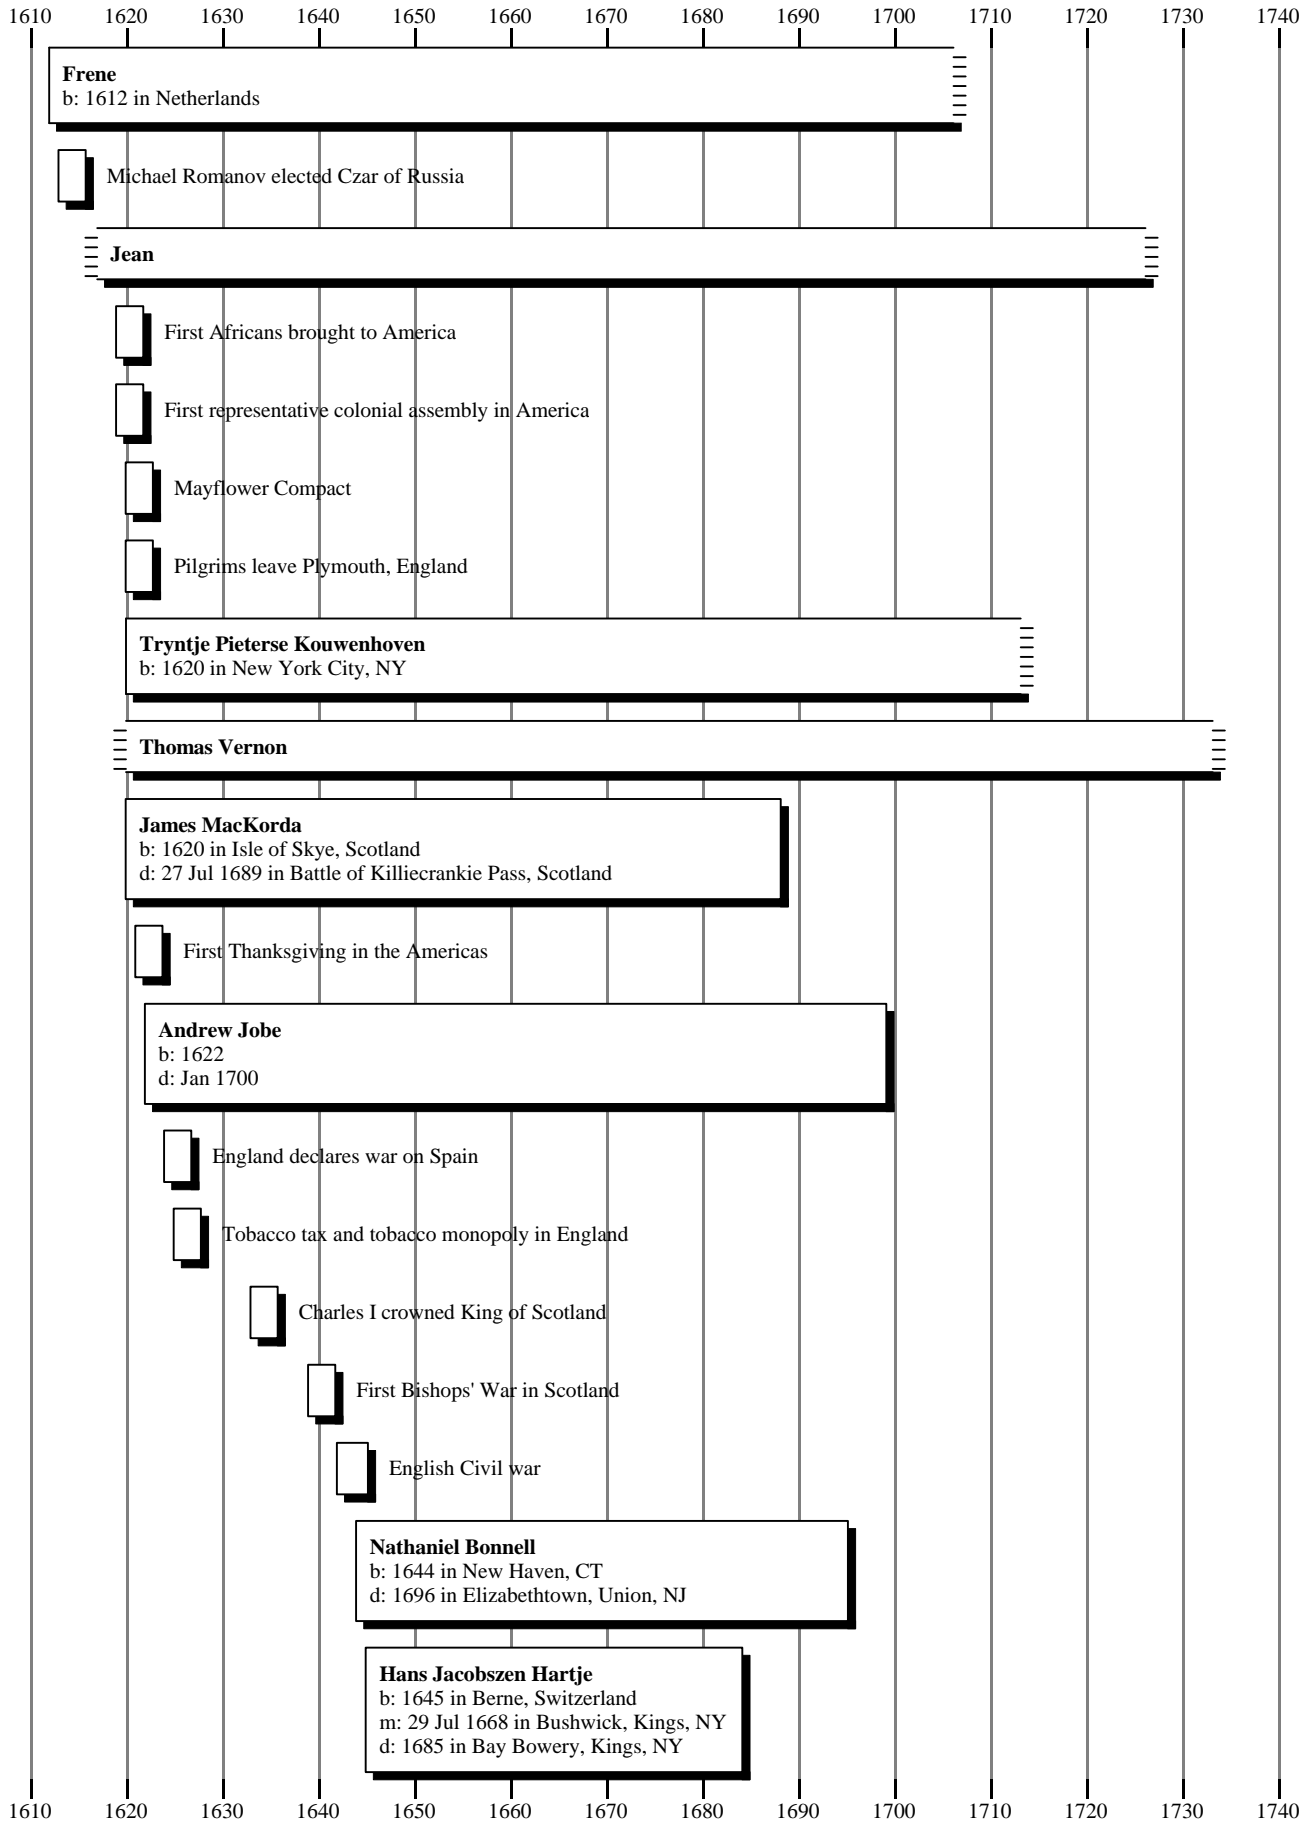 1610 1620 1630 1640 1650 1660 1670 1680 1690 1700 1710 1720 1730 1740
Frene
b: 1612 in Netherlands
Michael Romanov elected Czar of Russia
Jean
First Africans brought to America
First representative colonial assembly in America
Mayflower Compact
Pilgrims leave Plymouth, England
Tryntje Pieterse Kouwenhoven
b: 1620 in New York City, NY
Thomas Vernon
James MacKorda
b: 1620 in Isle of Skye, Scotland
d: 27 Jul 1689 in Battle of Killiecrankie Pass, Scotland
First Thanksgiving in the Americas
Andrew Jobe
b: 1622
d: Jan 1700
England declares war on Spain
Tobacco tax and tobacco monopoly in England
Charles I crowned King of Scotland
First Bishops' War in Scotland
English Civil war
Nathaniel Bonnell
b: 1644 in New Haven, CT
d: 1696 in Elizabethtown, Union, NJ
Hans Jacobszen Hartje
b: 1645 in Berne, Switzerland
m: 29 Jul 1668 in Bushwick, Kings, NY
d: 1685 in Bay Bowery, Kings, NY
1610 1620 1630 1640 1650 1660 1670 1680 1690 1700 1710 1720 1730 1740